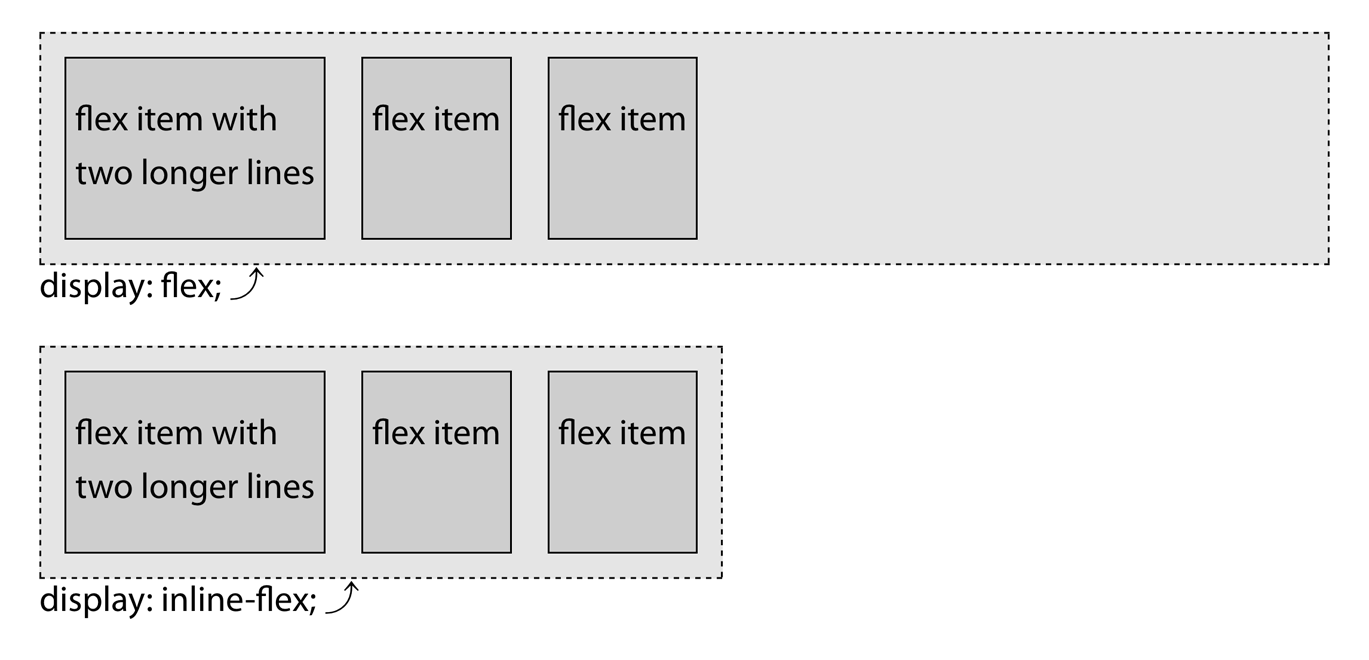 flex item with
two longer lines
flex item
flex item
display: flex;
flex item with
two longer lines
flex item
flex item
display: inline-flex;